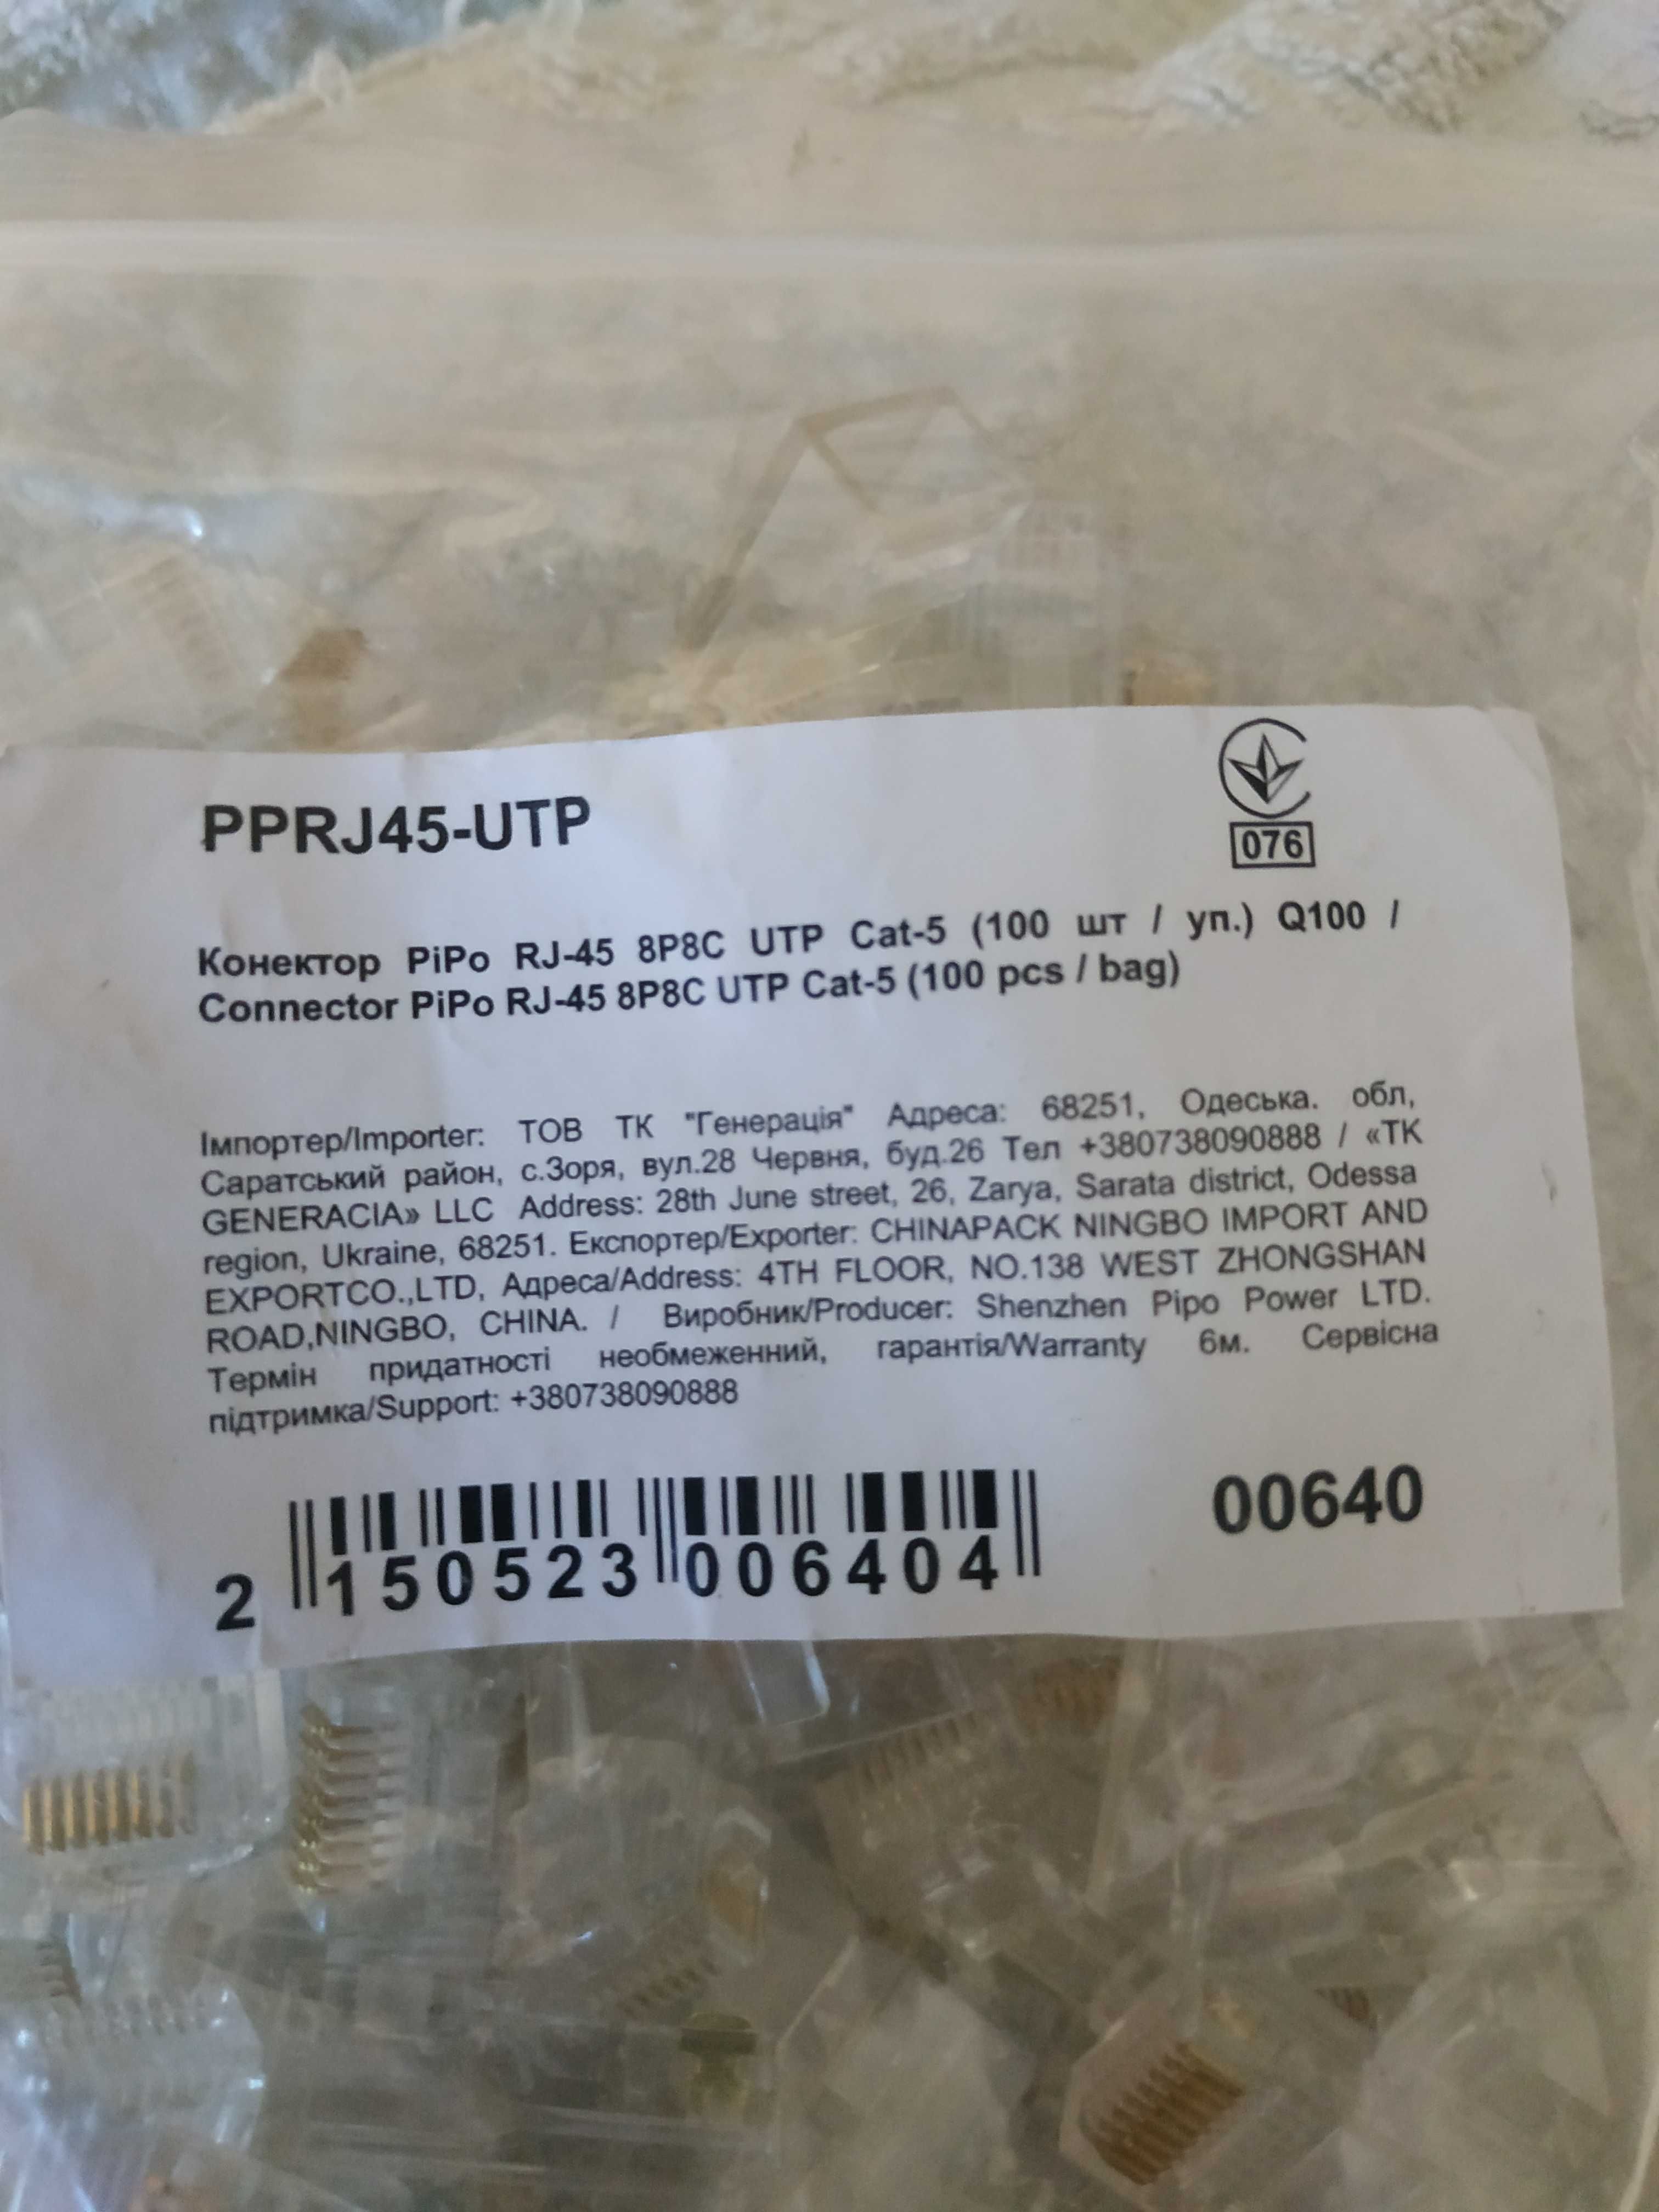 PPRJ45-UTP
076
Конектор PiPo RJ-45 8P8C UTP Cat-5 (100 шт / уп.) Q100 /
Connector PiPo RJ-45 8P8C UTP Cat-5 (100 pcs / bag)
Імпортер/Importer: ТОВ ТК "Генерація" Адреса: 68251, Одеська. обл,
Саратський район, с.Зоря, вул.28 Червня, буд.26 Тел +380738090888 / «ТК
GENERACIA» LLC Address: 28th June street, 26, Zarya, Sarata district, Odessa
region, Ukraine, 68251. Експортер/Exporter: CHINAPACK NINGBO IMPORT AND
EXPORTCO.,LTD, Адреса/Address: 4TH FLOOR, NO.138 WEST ZHONGSHAN
ROAD,NINGBO, CHINA. / Виробник/Producer: Shenzhen Pipo Power LTD.
Термін придатності необмеженний, гарантія/Warranty 6м. Сервісна
підтримка/Support: +380738090888
00640
2 150523 006404